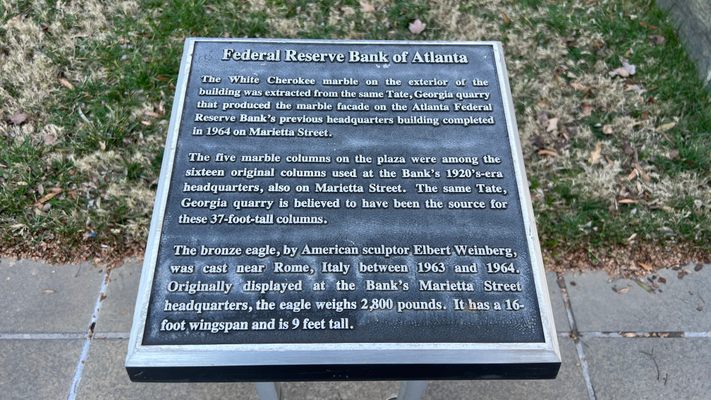 Federal Reserve Bank of Atlanta
The White Cherokee marble on the exterior of the
building was extracted from the same Tate, Georgia quarry
that produced the marble facade on the Atlanta Federal
Reserve Bank's previous headquarters building completed
in 1964 on Marietta Street.
The five marble columns on the plaza were among the
sixteen original columns used at the Bank's 1920's-era
headquarters, also on Marietta Street. The same Tate,
Georgia quarry is believed to have been the source for
these 37-foot-tall columns.
The bronze eagle, by American sculptor Elbert Weinberg,
was cast near Rome, Italy between 1963 and 1964.
Originally displayed at the Bank's Marietta Street
headquarters, the eagle weighs 2,800 pounds. It has a 16-
foot wingspan and is 9 feet tall.